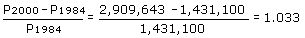 P2000 - P1984 / P1984 = 2,909,643 - 1,431,100 / 1,431,100 = 1.033